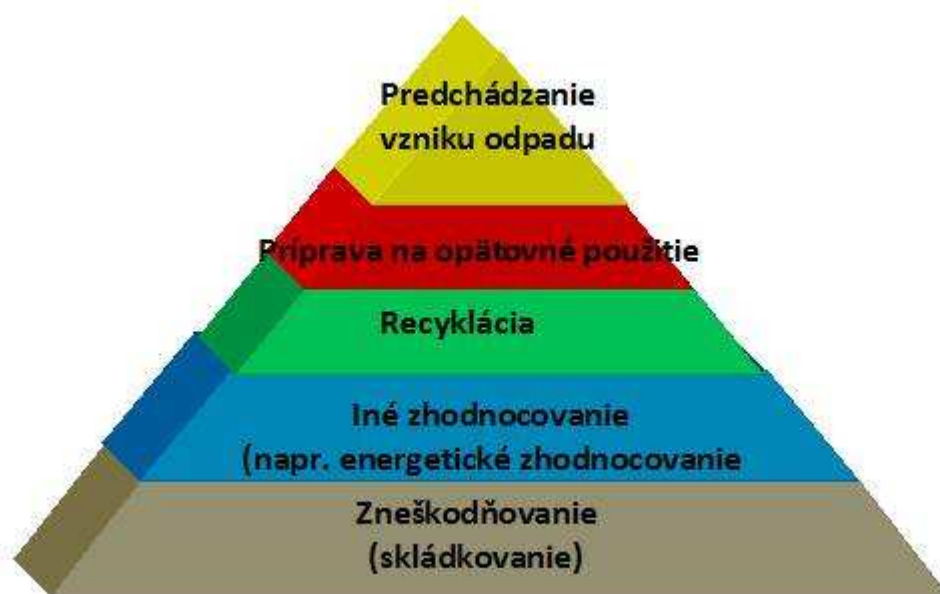 Predchádzanie
vzniku odpadu
Príprava na opätovné použitie
Recyklácia
Iné zhodnocovanie
(napr. energetické zhodnocovanie
Zneškodňovanie
(skládkovanie)